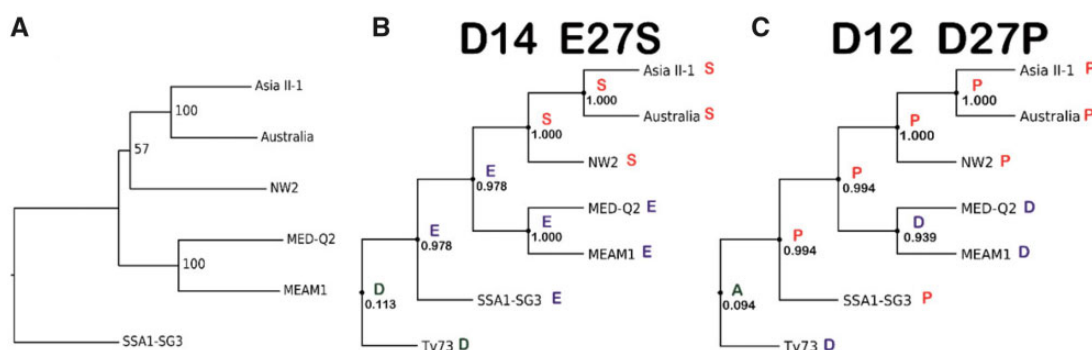 A
Asia II-1
100
Australia
57
NW2
MED-Q2
100
MEAM1
SSA1-SG3
B
D14 E27S
Asia II-1 S
S
1.000
Australia S
S
1.000
NW2 S
E
0.978
MED-Q2 E
E
1.000
MEAM1 E
E
0.978
SSA1-SG3 E
D
0.113
Tv73 D
C
D12 D27P
Asia II-1 P
P
1.000
Australia P
P
1.000
NW2 P
P
0.994
MED-Q2 D
D
0.939
MEAM1 D
P
0.994
SSA1-SG3 P
A
0.094
Tv73 D